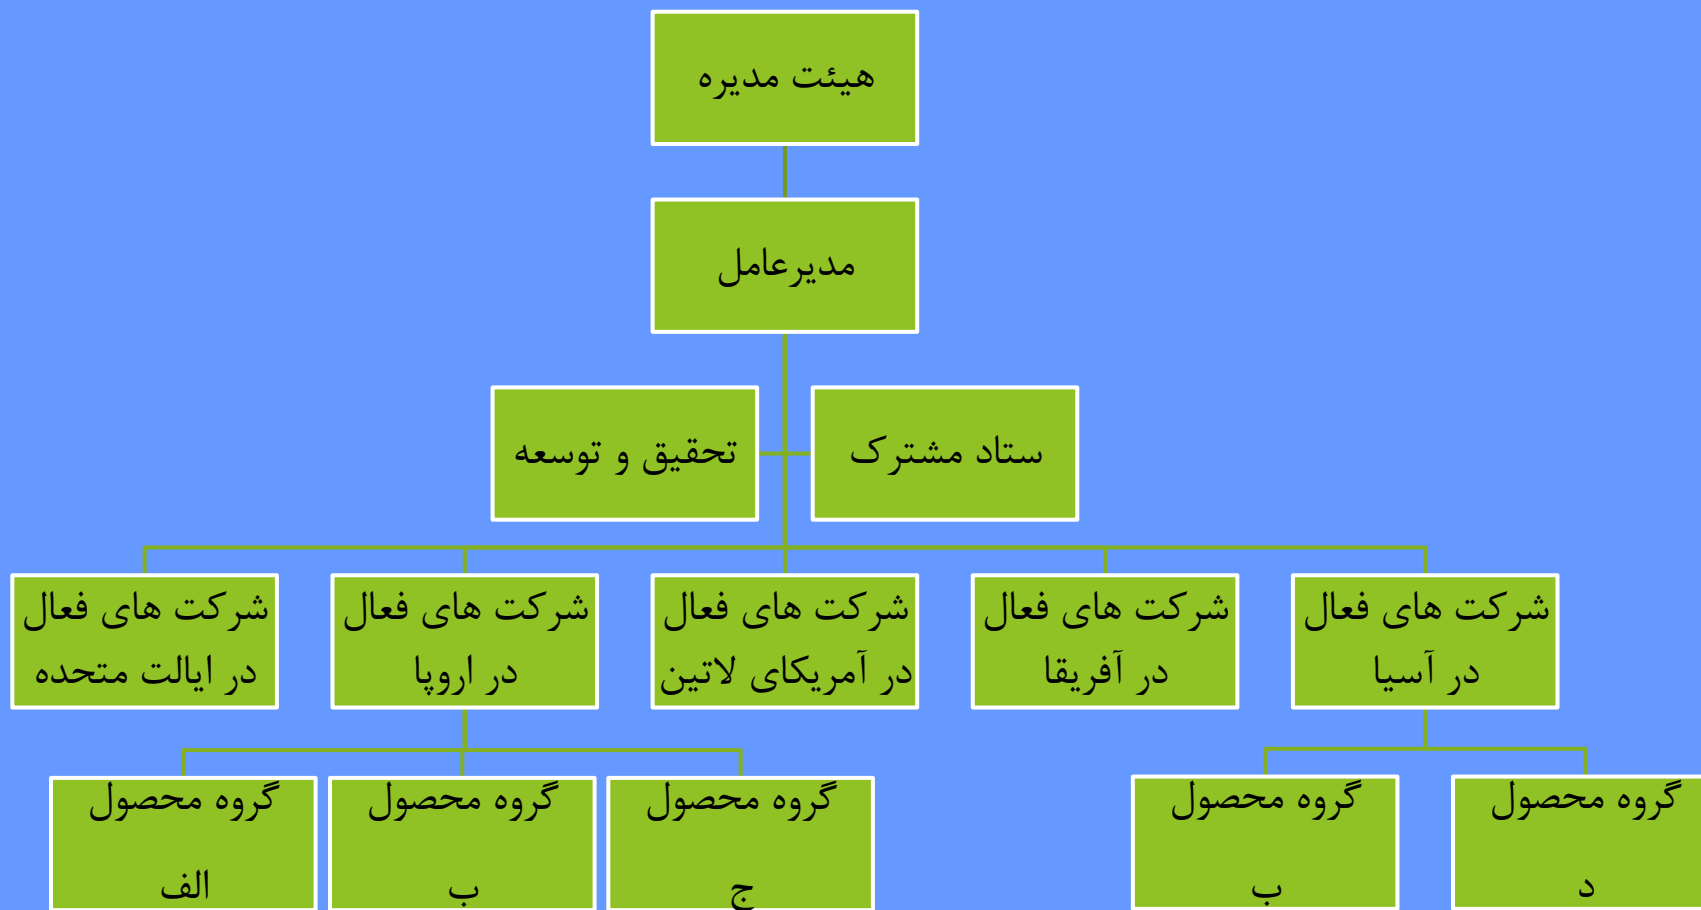 هیئت مدیره
مدیرعامل
ستاد مشترک
تحقیق و توسعه
شرکت های فعال
در آسیا
شرکت های فعال
در آفریقا
شرکت های فعال
در آمریکای لاتین
شرکت های فعال
در اروپا
شرکت های فعال
در ایالت متحده
گروه محصول
د
گروه محصول
ب
گروه محصول
ج
گروه محصول
ب
گروه محصول
الف